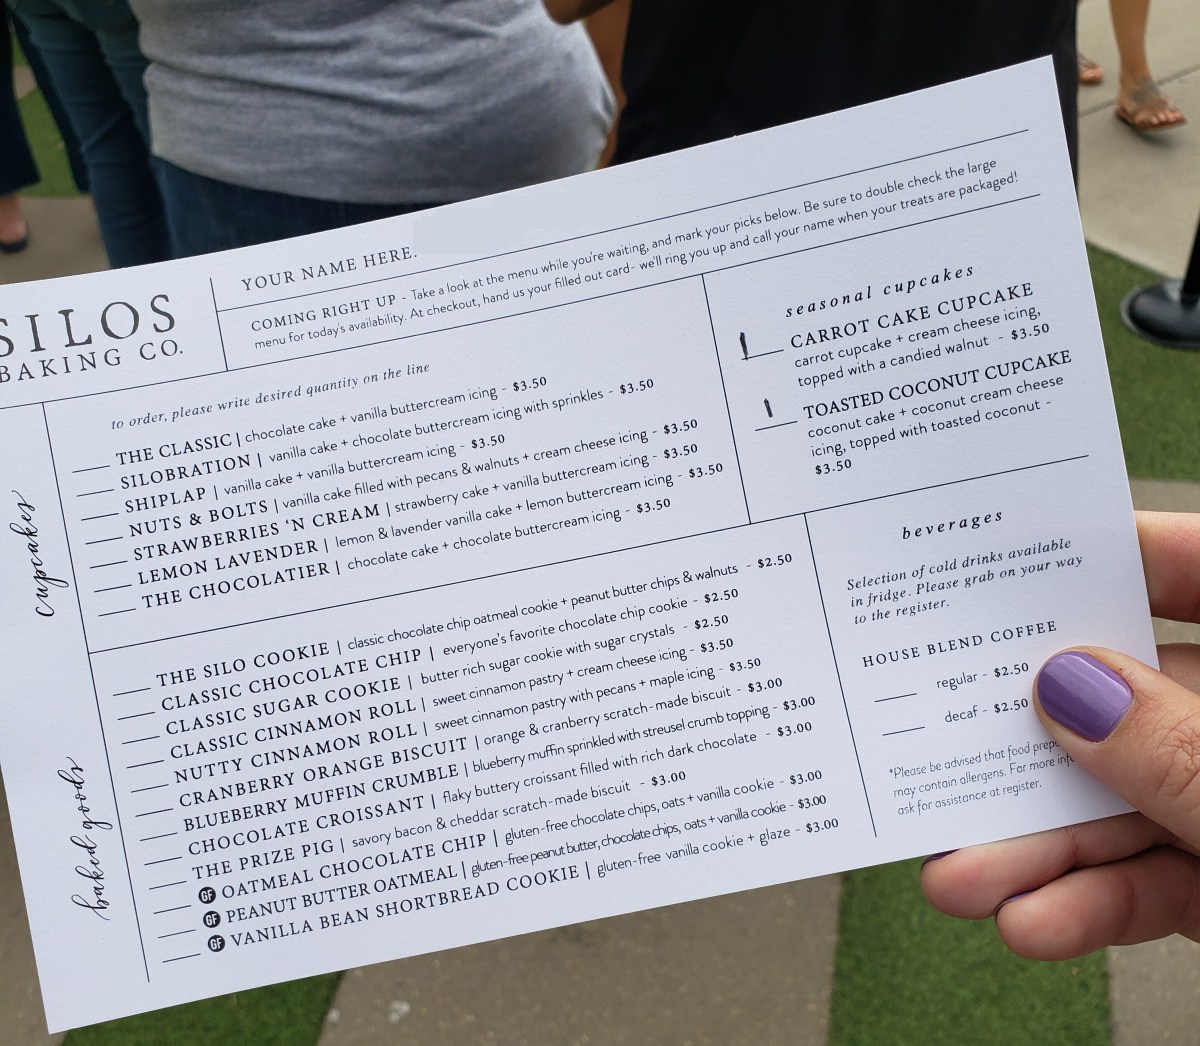 SILOS
BAKING CO.
YOUR NAME HERE.
COMING RIGHT UP - Take a look at the menu while you're waiting, and mark your picks below. Be sure to double check the large
menu for today's availability. At checkout, hand us your filled out card- we'll ring you up and call your name when your treats are packaged!
to order, please write desired quantity on the line
cupcakes
THE CLASSIC | chocolate cake + vanilla buttercream icing - $3.50
SILOBRATION | vanilla cake + chocolate buttercream icing with sprinkles - $3.50
SHIPLAP | vanilla cake + vanilla buttercream icing - $3.50
NUTS & BOLTS | vanilla cake filled with pecans & walnuts + cream cheese icing - $3.50
STRAWBERRIES 'N CREAM | strawberry cake + vanilla buttercream icing - $3.50
LEMON LAVENDER | lemon & lavender vanilla cake + lemon buttercream icing - $3.50
THE CHOCOLATIER | chocolate cake + chocolate buttercream icing - $3.50
seasonal cupcakes
1 CARROT CAKE CUPCAKE
carrot cupcake + cream cheese icing,
topped with a candied walnut - $3.50
1 TOASTED COCONUT CUPCAKE
coconut cake + coconut cream cheese
icing, topped with toasted coconut -
$3.50
baked goods
THE SILO COOKIE | classic chocolate chip oatmeal cookie + peanut butter chips & walnuts - $2.50
CLASSIC CHOCOLATE CHIP | everyone's favorite chocolate chip cookie - $2.50
CLASSIC SUGAR COOKIE | butter rich sugar cookie with sugar crystals - $2.50
CLASSIC CINNAMON ROLL | sweet cinnamon pastry + cream cheese icing - $3.50
NUTTY CINNAMON ROLL | sweet cinnamon pastry with pecans + maple icing - $3.50
CRANBERRY ORANGE BISCUIT | orange & cranberry scratch-made biscuit - $3.00
BLUEBERRY MUFFIN CRUMBLE | blueberry muffin sprinkled with streusel crumb topping - $3.00
CHOCOLATE CROISSANT | flaky buttery croissant filled with rich dark chocolate - $3.00
THE PRIZE PIG | savory bacon & cheddar scratch-made biscuit - $3.00
GF OATMEAL CHOCOLATE CHIP | gluten-free chocolate chips, oats + vanilla cookie - $3.00
GF PEANUT BUTTER OATMEAL | gluten-free peanut butter, chocolate chips, oats + vanilla cookie - $3.00
GF VANILLA BEAN SHORTBREAD COOKIE | gluten-free vanilla cookie + glaze - $3.00
beverages
Selection of cold drinks available
in fridge. Please grab on your way
to the register.
HOUSE BLEND COFFEE
regular - $2.50
decaf - $2.50
*Please be advised that food
may contain allergens. For more
ask for assistance at register.